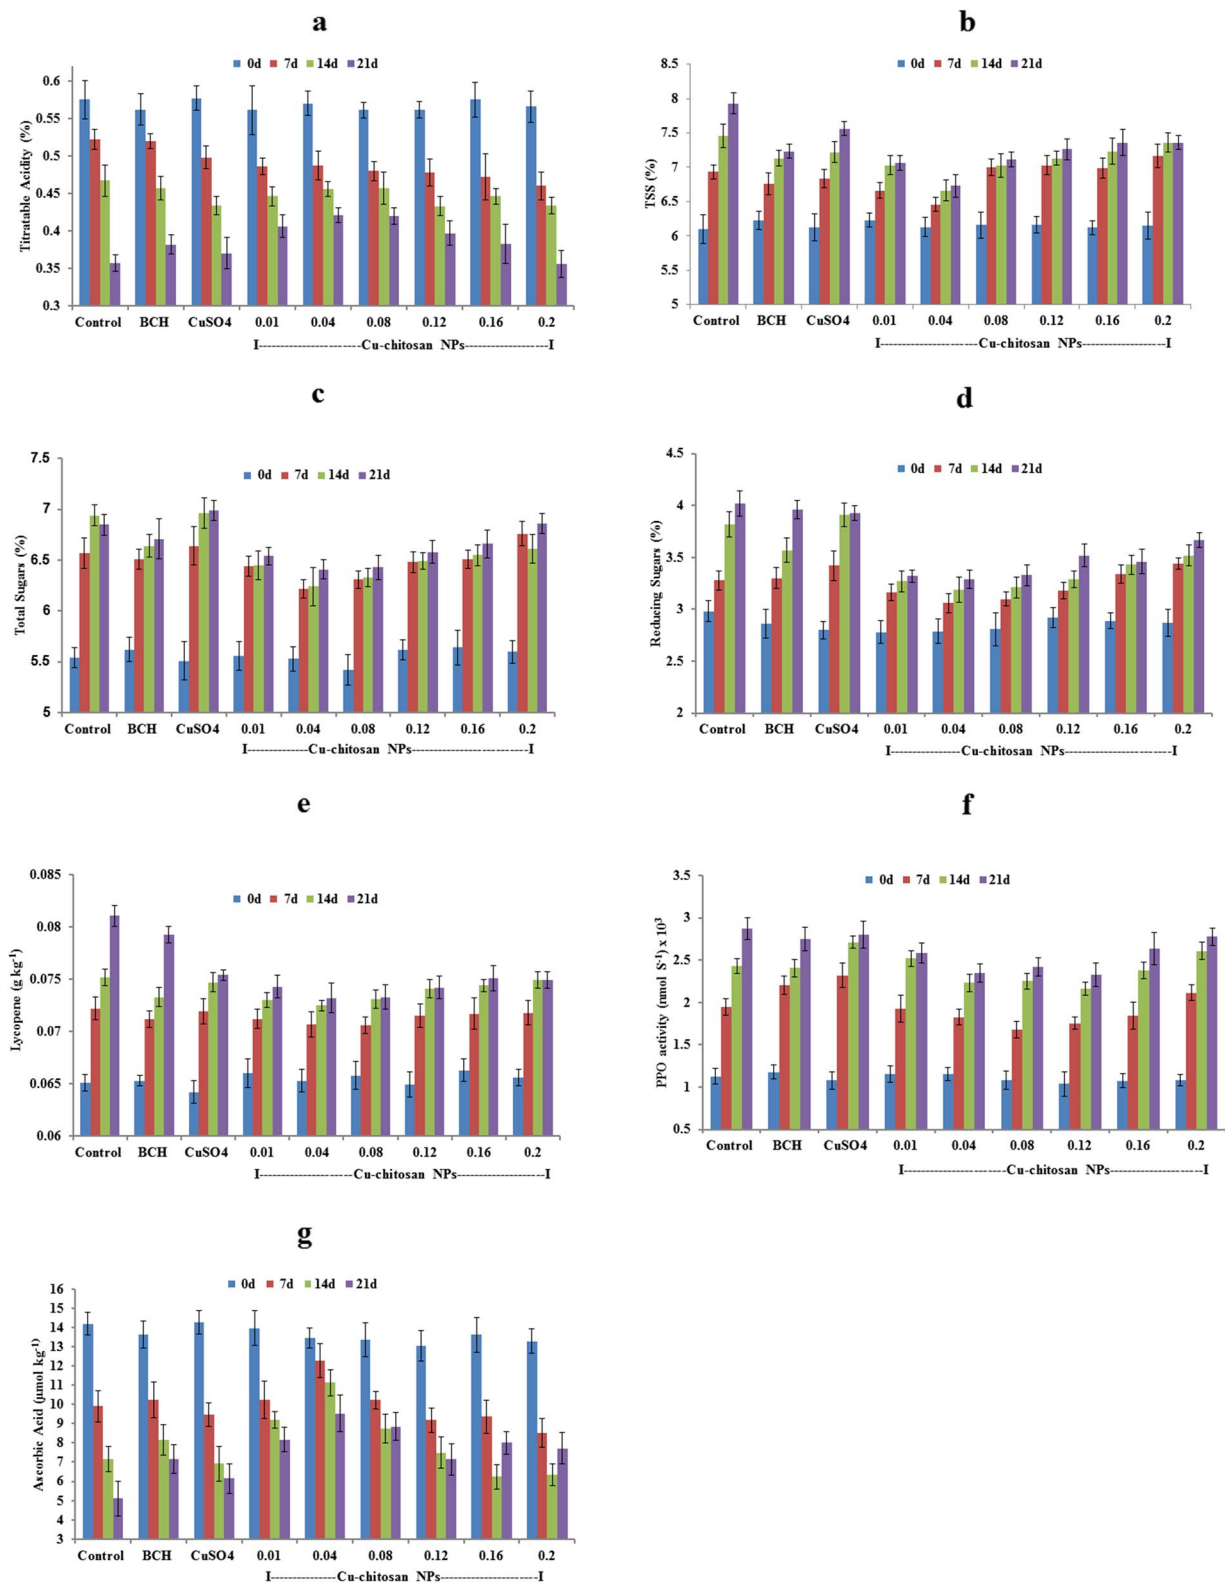 a
0d 7d 14d 21d
Titratable Acidity (%)
0.6
0.55
0.5
0.45
0.4
0.35
0.3
Control BCH CuSO4 0.01 0.04 0.08 0.12 0.16 0.2
I----------------------Cu-chitosan NPs-----------------I
b
0d 7d 14d 21d
TSS (%)
8.5
8
7.5
7
6.5
6
5.5
5
Control BCH CuSO4 0.01 0.04 0.08 0.12 0.16 0.2
I---------------------Cu-chitosan NPs-----------------I
c
0d 7d 14d 21d
Total Sugars (%)
7.5
7
6.5
6
5.5
5
Control BCH CuSO4 0.01 0.04 0.08 0.12 0.16 0.2
I-------------Cu-chitosan NPs------------------------I
d
0d 7d 14d 21d
Reducing Sugars (%)
4.5
4
3.5
3
2.5
2
Control BCH CuSO4 0.01 0.04 0.08 0.12 0.16 0.2
I---------------Cu-chitosan NPs-----------------------I
e
0d 7d 14d 21d
Lycopene (g kg⁻¹)
0.085
0.08
0.075
0.07
0.065
0.06
Control BCH CuSO4 0.01 0.04 0.08 0.12 0.16 0.2
I--------------------Cu-chitosan NPs----------------I
f
0d 7d 14d 21d
PPO activity (nmol S⁻¹) x 10³
3.5
3
2.5
2
1.5
1
0.5
Control BCH CuSO4 0.01 0.04 0.08 0.12 0.16 0.2
I----------------------Cu-chitosan NPs------------------I
g
0d 7d 14d 21d
Ascorbic Acid (µmol kg⁻¹)
16
15
14
13
12
11
10
9
8
7
6
5
4
3
Control BCH CuSO4 0.01 0.04 0.08 0.12 0.16 0.2
I---------------Cu-chitosan NPs----------------------I